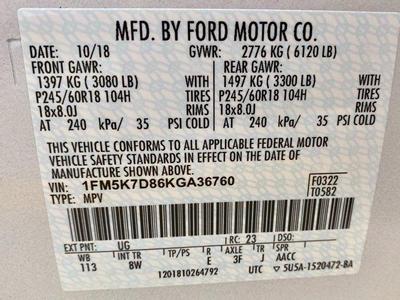 MFD. BY FORD MOTOR CO.
DATE: 10/18 GVWR: 2776 KG ( 6120 LB)
FRONT GAWR: REAR GAWR:
1397 KG ( 3080 LB) 1497 KG ( 3300 LB)
P245/60R18 104H TIRES P245/60R18 104H TIRES
18x8.0J RIMS 18x8.0J RIMS
AT 240 kPa/ 35 PSI COLD AT 240 kPa/ 35 PSI COLD
THIS VEHICLE CONFORMS TO ALL APPLICABLE FEDERAL MOTOR
VEHICLE SAFETY STANDARDS IN EFFECT ON THE DATE OF
MANUFACTURE SHOWN ABOVE.
VIN: 1FM5K7D86KGA36760 F0322
TYPE: MPV T0582
EXT PNT: UG RC: 23 DSO:
WB INT TR TP/PS R AXLE TR SPR
113 8W E 3F J AACC
1201810264792 UTC ▽5U5A-1520472-BA